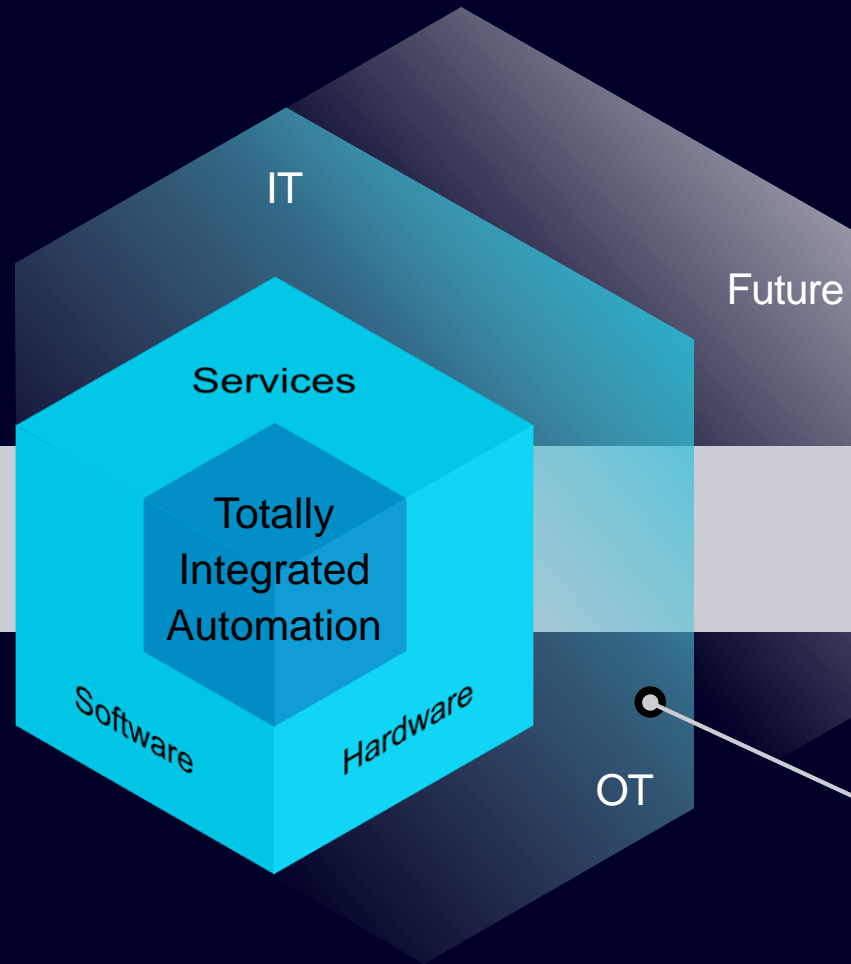 IT
Future
Services
Totally
Integrated
Automation
Software
Hardware
OT